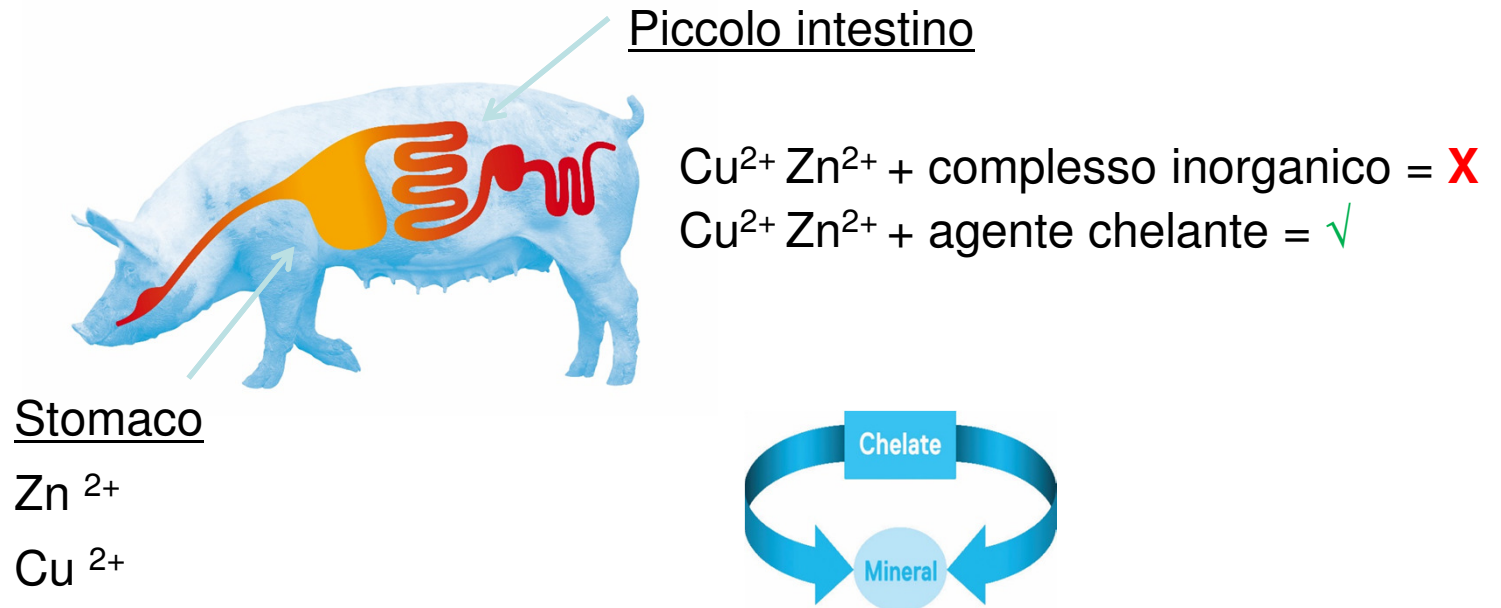 Piccolo intestino
Cu²⁺ Zn²⁺ + complesso inorganico = X
Cu²⁺ Zn²⁺ + agente chelante = √
Stomaco
Zn ²⁺
Cu ²⁺
Chelate
Mineral